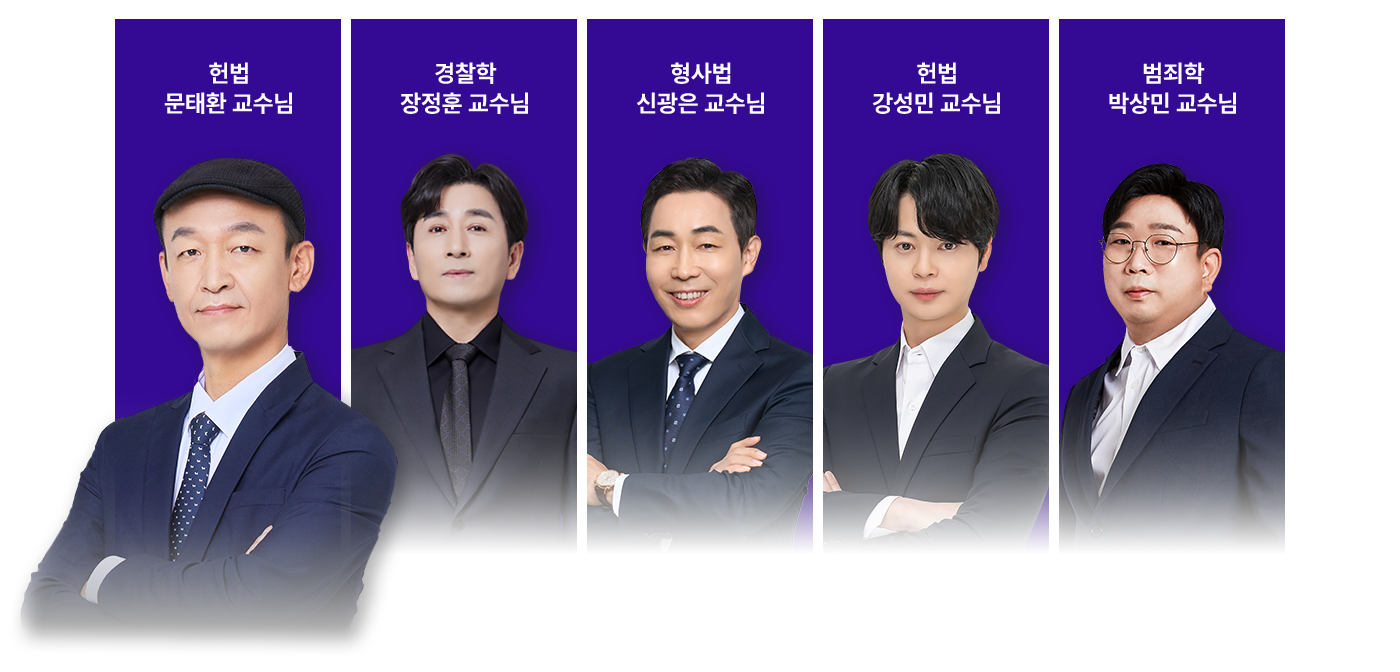 헌법
문태환 교수님
경찰학
장정훈 교수님
형사법
신광은 교수님
헌법
강성민 교수님
범죄학
박상민 교수님